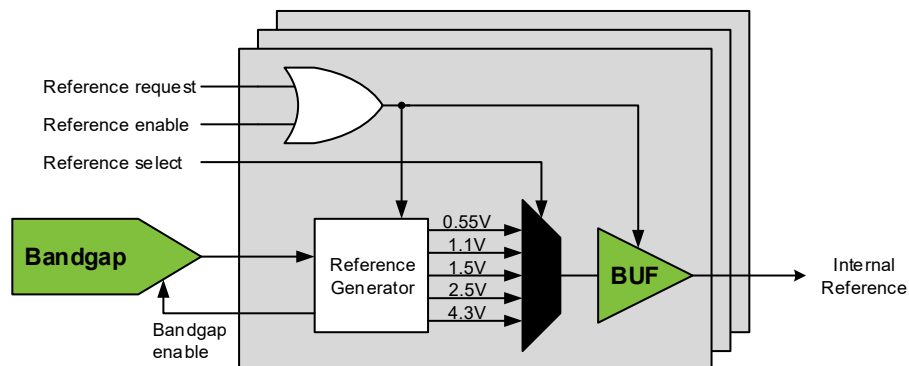 Reference request
Reference enable
Reference select
Bandgap
Bandgap
enable
Reference
Generator
0.55V
1.1V
1.5V
2.5V
4.3V
BUF
Internal
Reference